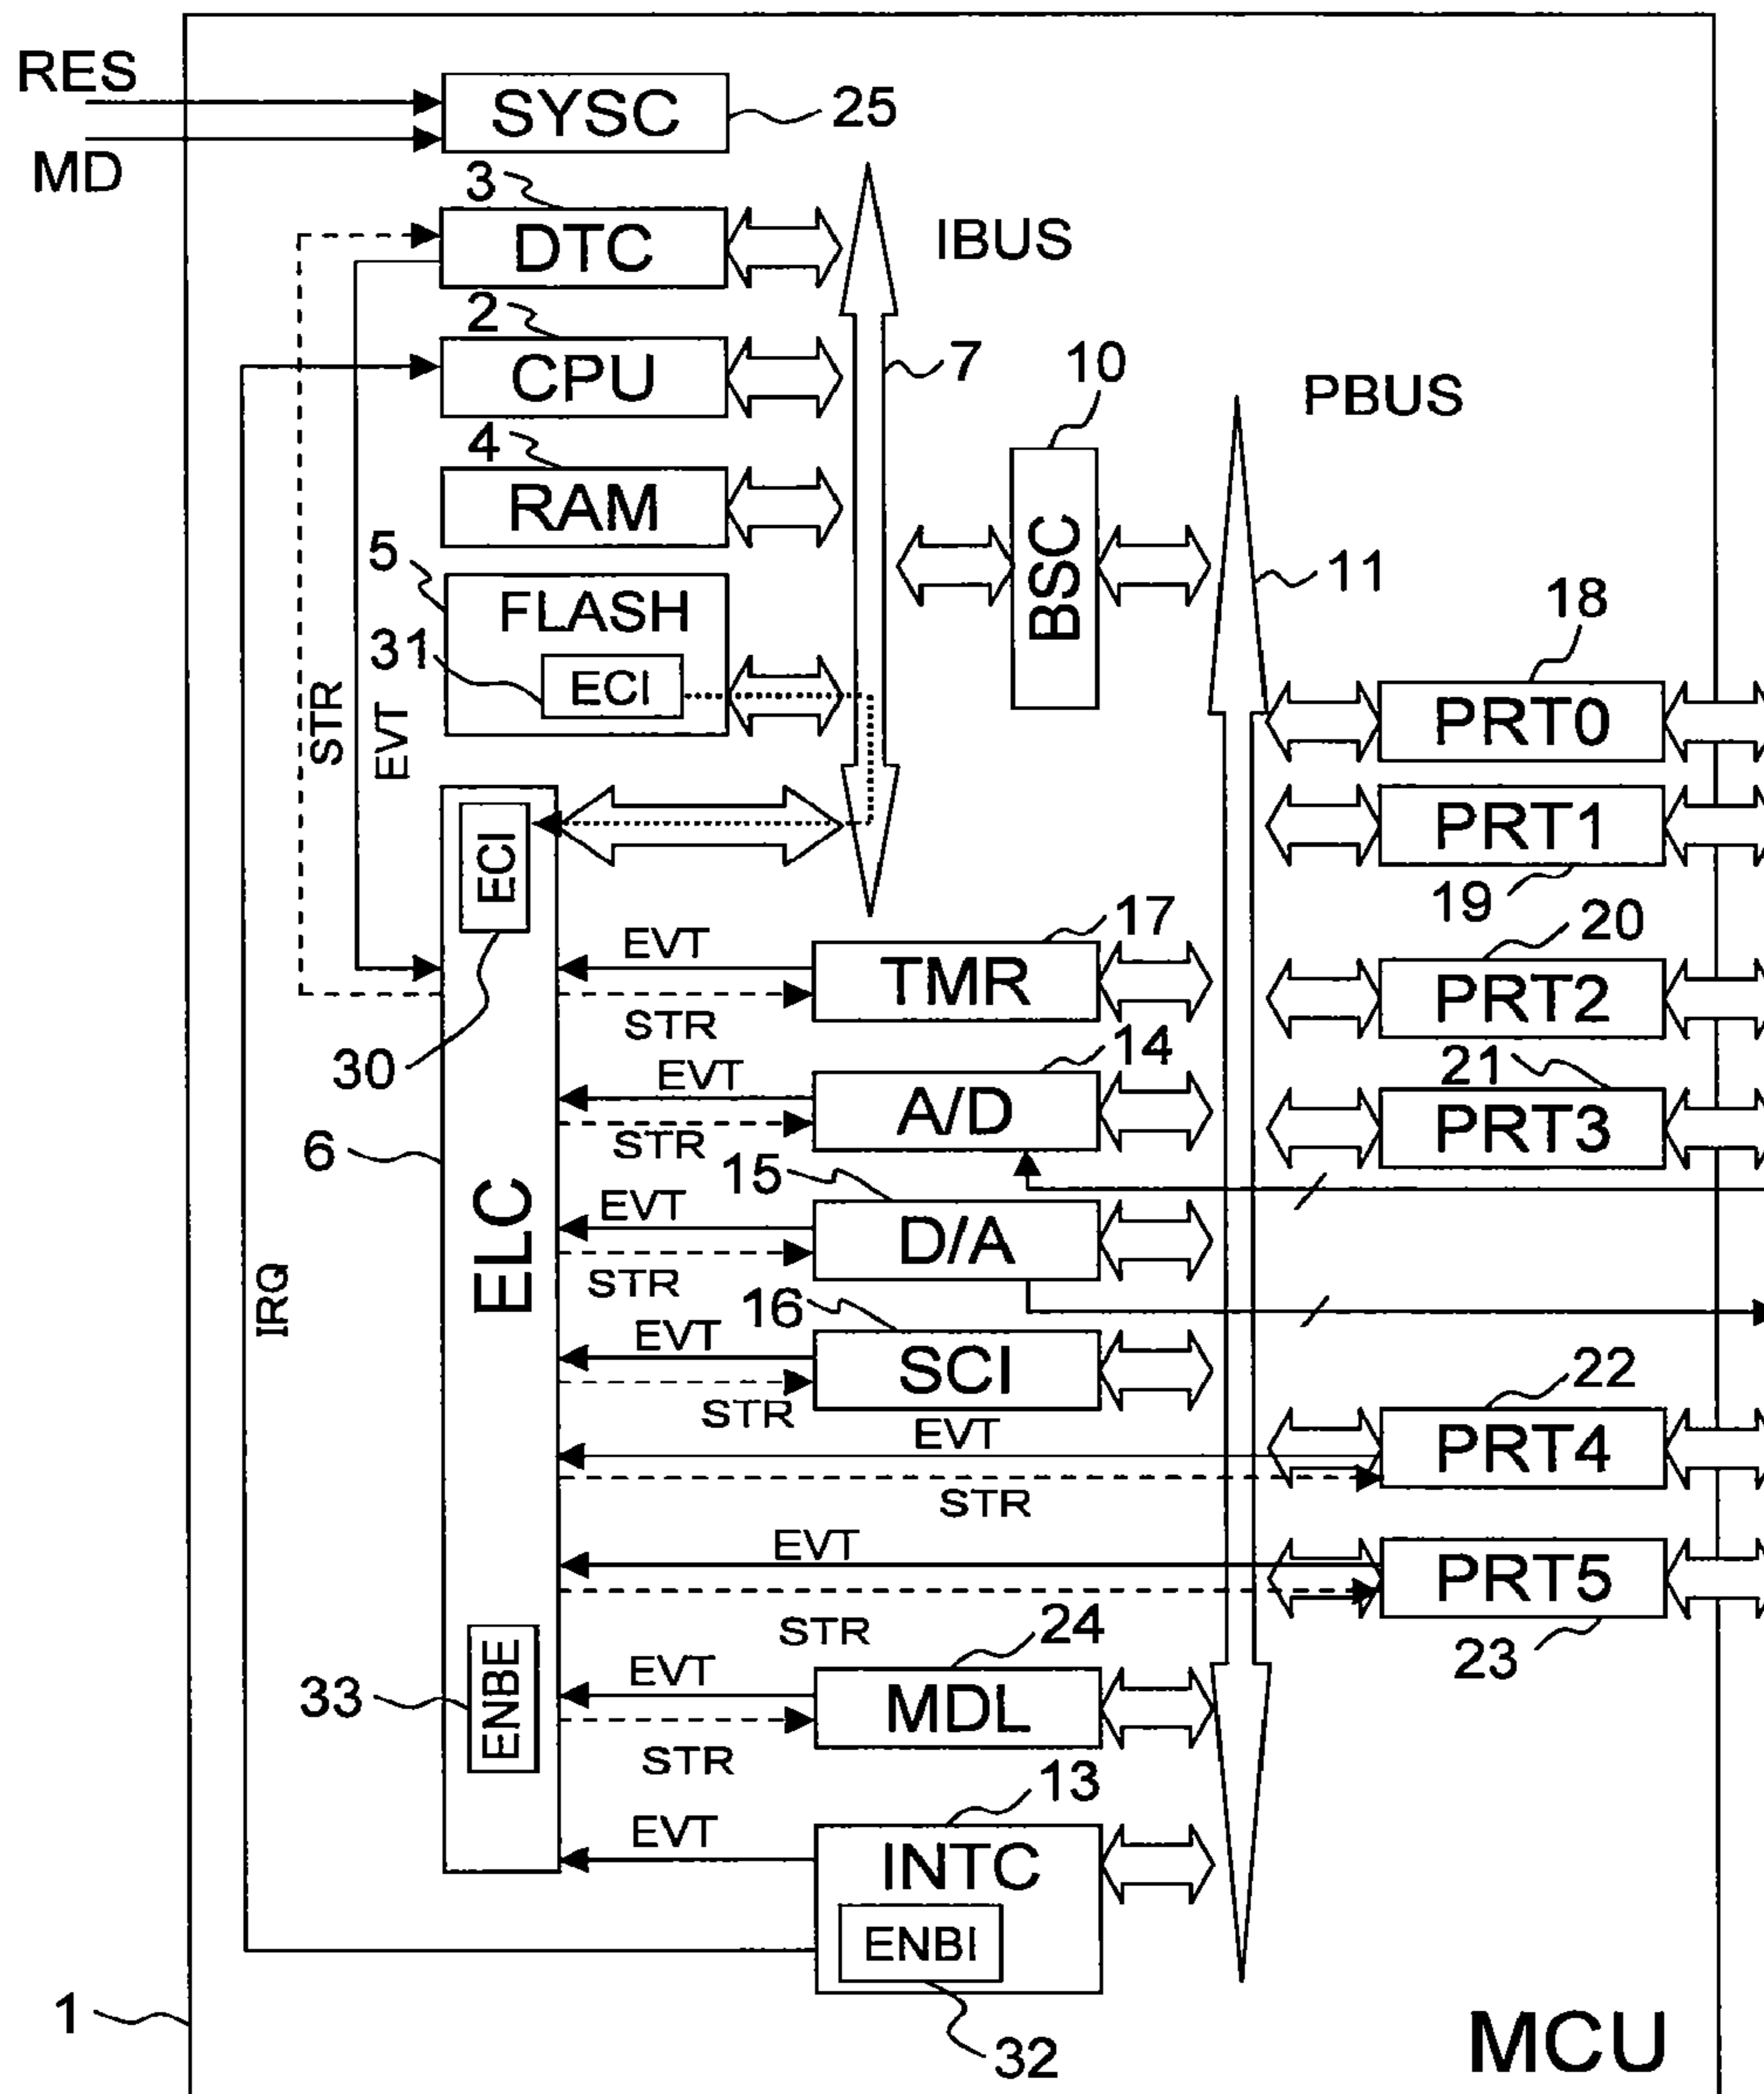 RES
SYSC
25
MD
3
DTC
IBUS
2
CPU
7
10
PBUS
4
RAM
5
FLASH
BSC
11
31
ECI
18
STR
EVT
PRT0
PRT1
ECI
19
17
20
EVT
TMR
PRT2
STR
30
14
21
EVT
A/D
PRT3
STR
6
15
ELC
EVT
D/A
STR
IRQ
16
22
EVT
SCI
STR
EVT
PRT4
STR
EVT
PRT5
STR
24
23
33
ENBE
EVT
MDL
STR
13
EVT
INTC
ENBI
1
32
MCU